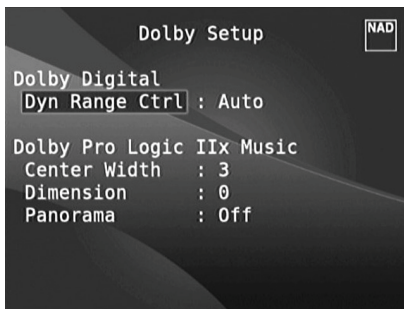 Dolby Setup
NAD
Dolby Digital
Dyn Range Ctrl : Auto
Dolby Pro Logic IIx Music
Center Width : 3
Dimension : 0
Panorama : Off